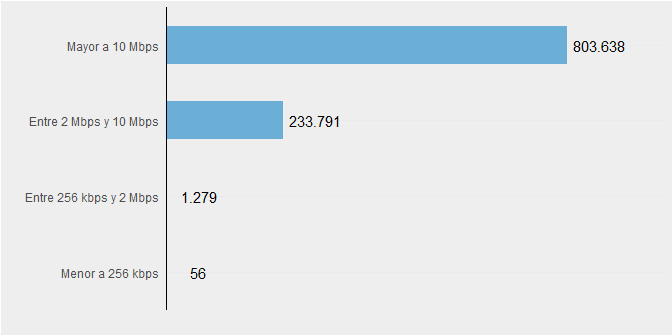 Mayor a 10 Mbps 803.638
Entre 2 Mbps y 10 Mbps 233.791
Entre 256 kbps y 2 Mbps 1.279
Menor a 256 kbps 56